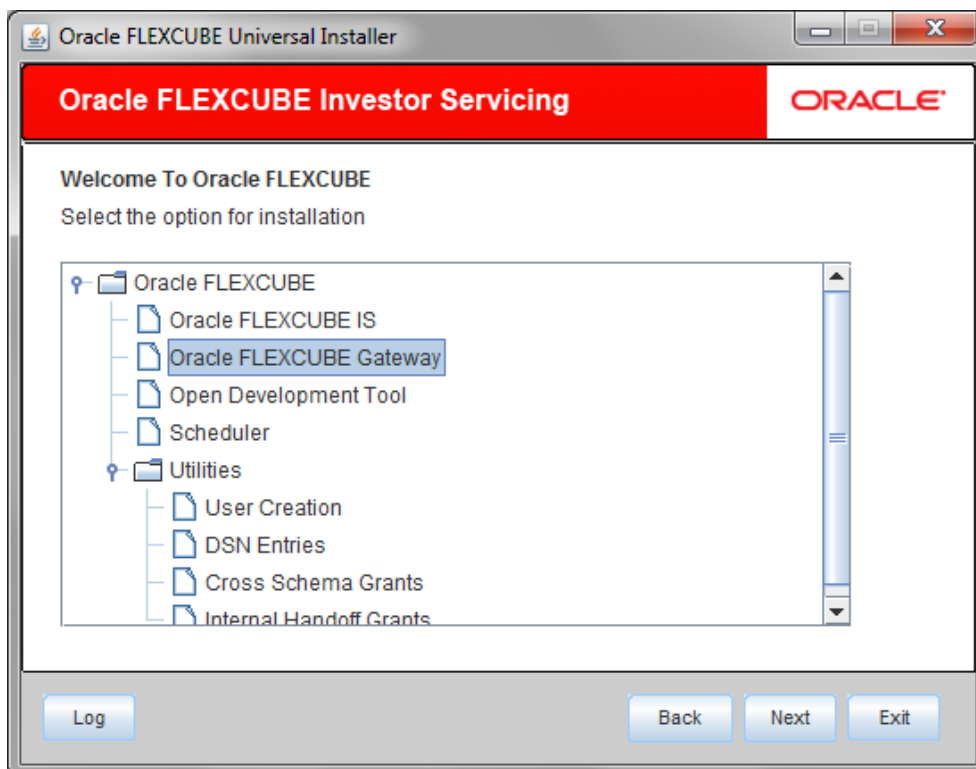 Oracle FLEXCUBE Universal Installer
Oracle FLEXCUBE Investor Servicing
ORACLE
Welcome To Oracle FLEXCUBE
Select the option for installation
Oracle FLEXCUBE
Oracle FLEXCUBE IS
Oracle FLEXCUBE Gateway
Open Development Tool
Scheduler
Utilities
User Creation
DSN Entries
Cross Schema Grants
Internal Handoff Grants
Log Back Next Exit